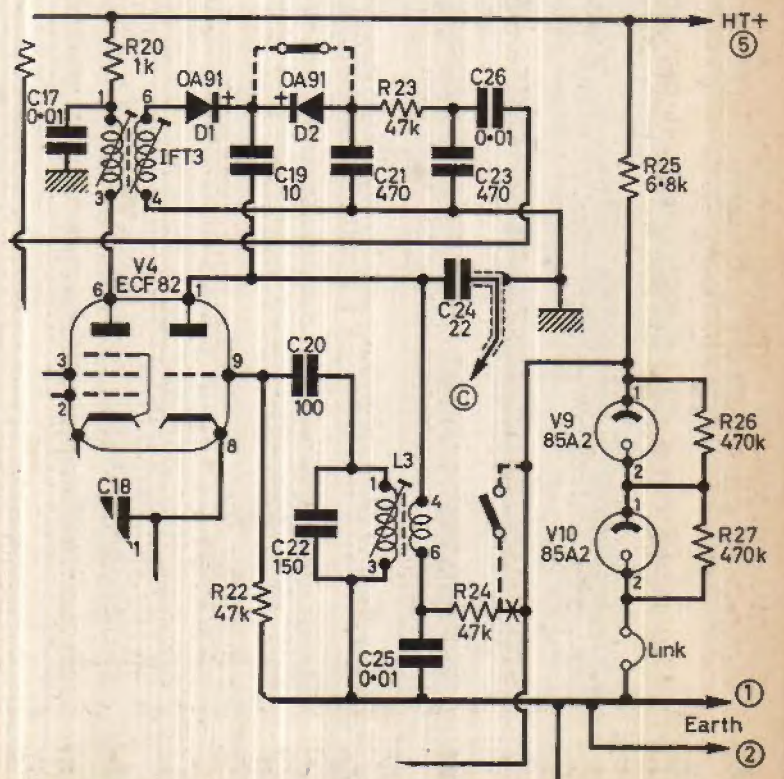 HT+
5
R20
1k
C17
0·01
1
6
OA91
+
D1
OA91
+
D2
R23
47k
C26
0·01
IFT3
3
4
C19
10
C21
470
C23
470
R25
6·8k
V4
ECF82
6
1
3
2
9
8
C20
100
C24
22
C
V9
85A2
1
2
R26
470k
C18
1
L3
1
3
4
6
C22
150
R22
47k
R24
47k
C25
0·01
V10
85A2
1
2
R27
470k
Link
1
Earth
2